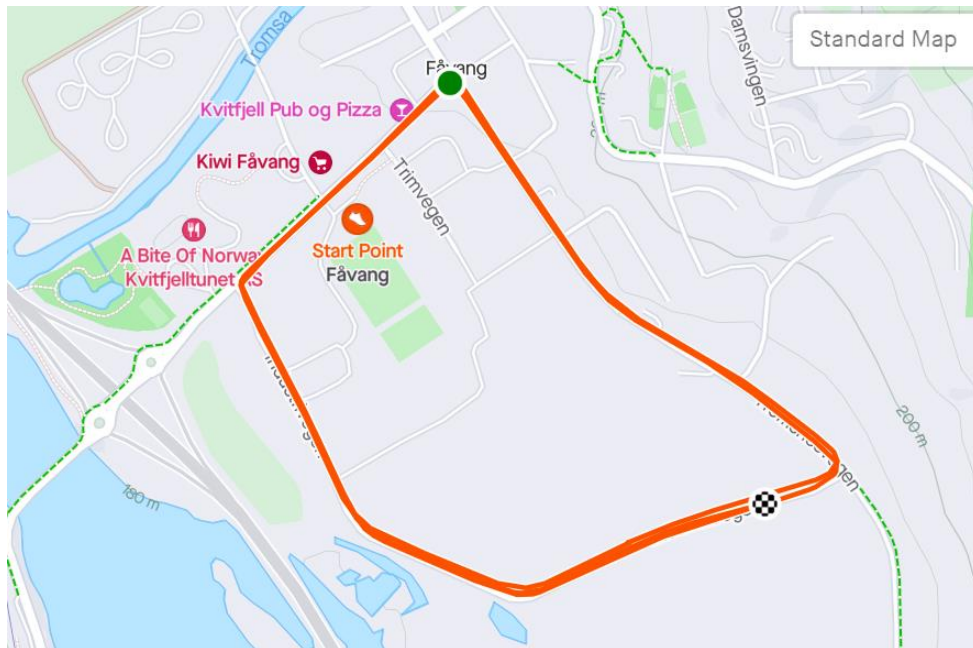 Standard Map
Tromsa
Damsvingen
Fåvang
Kvitfjell Pub og Pizza
Kiwi Fåvang
Trimvegen
Start Point
Fåvang
A Bite Of Norway
Kvitfjelltunet AS
180 m
200 m